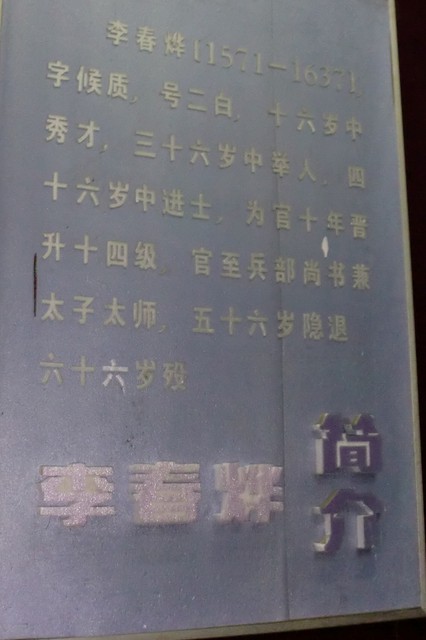 李春烨[1571-1637],
字候质，号二白，十六岁中
秀才，三十六岁中举人，四
十六岁中进士，为官十年晋
升十四级，官至兵部尚书兼
太子太师，五十六岁隐退
六十六岁殁
李春烨
简介